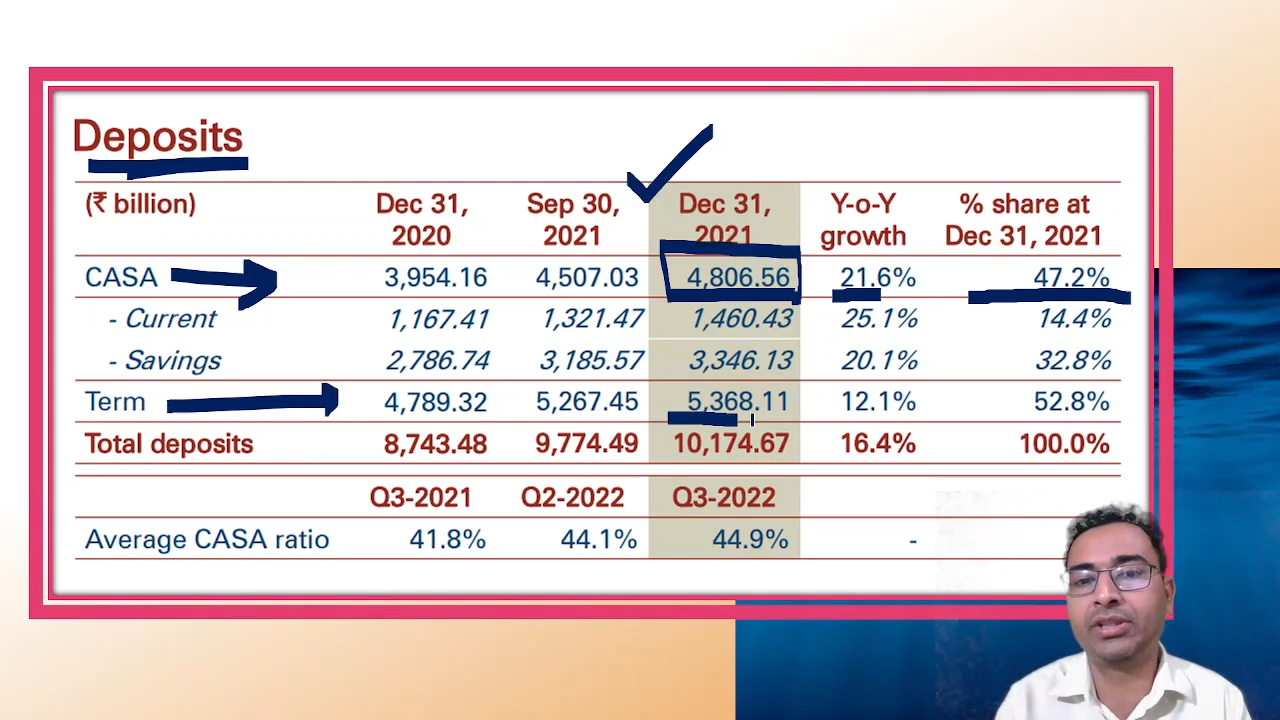 Deposits
(₹ billion) Dec 31, 2020 Sep 30, 2021 Dec 31, 2021 Y-o-Y growth % share at Dec 31, 2021
CASA 3,954.16 4,507.03 4,806.56 21.6% 47.2%
- Current 1,167.41 1,321.47 1,460.43 25.1% 14.4%
- Savings 2,786.74 3,185.57 3,346.13 20.1% 32.8%
Term 4,789.32 5,267.45 5,368.11 12.1% 52.8%
Total deposits 8,743.48 9,774.49 10,174.67 16.4% 100.0%
Q3-2021 Q2-2022 Q3-2022
Average CASA ratio 41.8% 44.1% 44.9% -